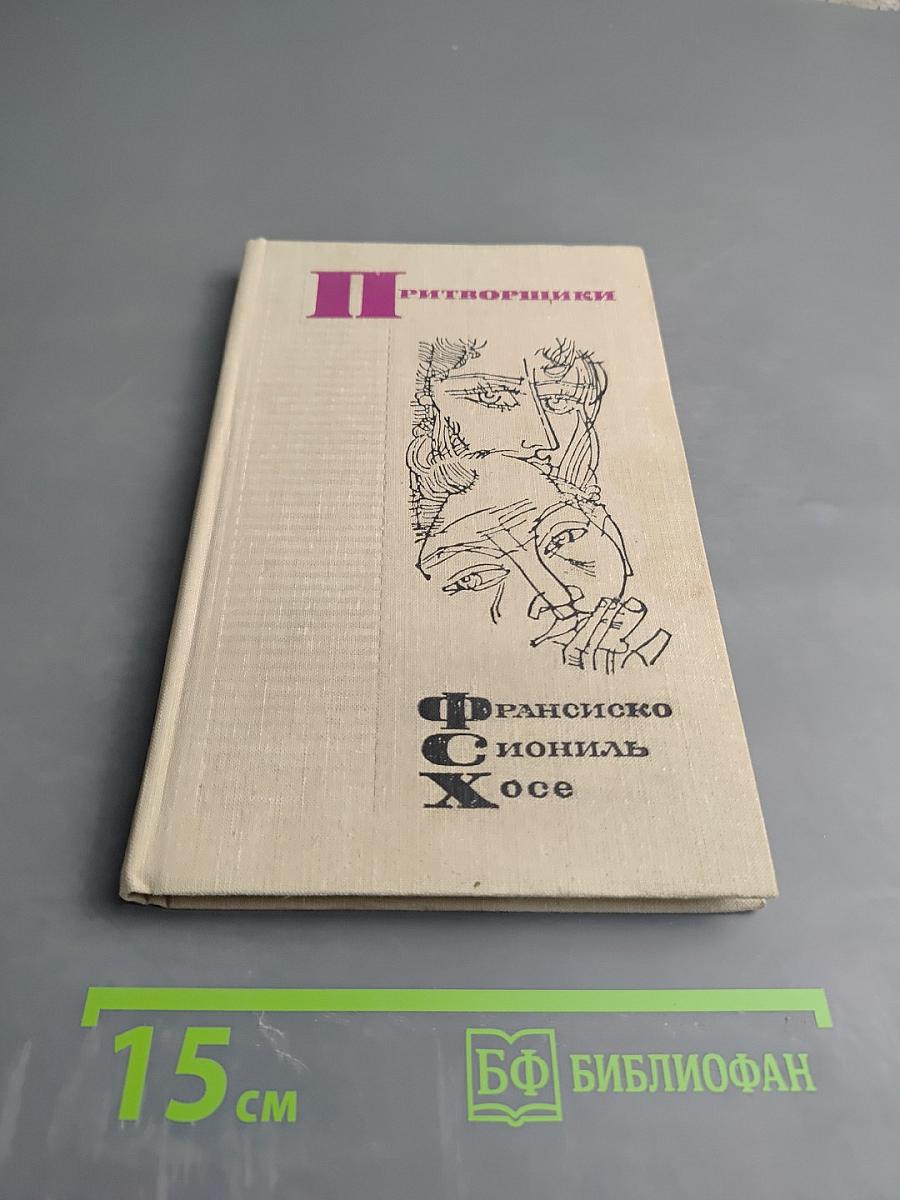 Притворщики
Франсиско
Сиониль
Хосе
15 см
БФ БИБЛИОФАН